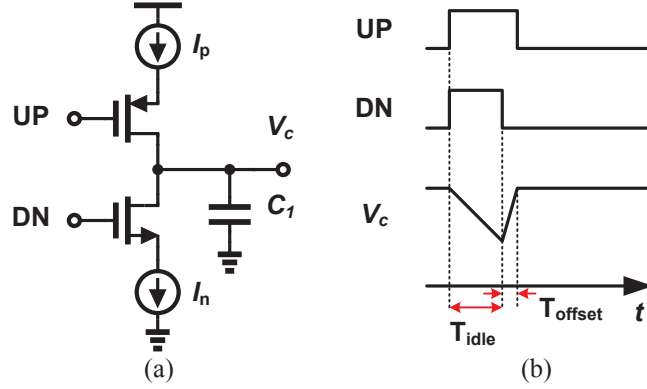 I_p
UP
V_c
DN
C_1
I_n
(a)
UP
DN
V_c
T_offset
t
T_idle
(b)